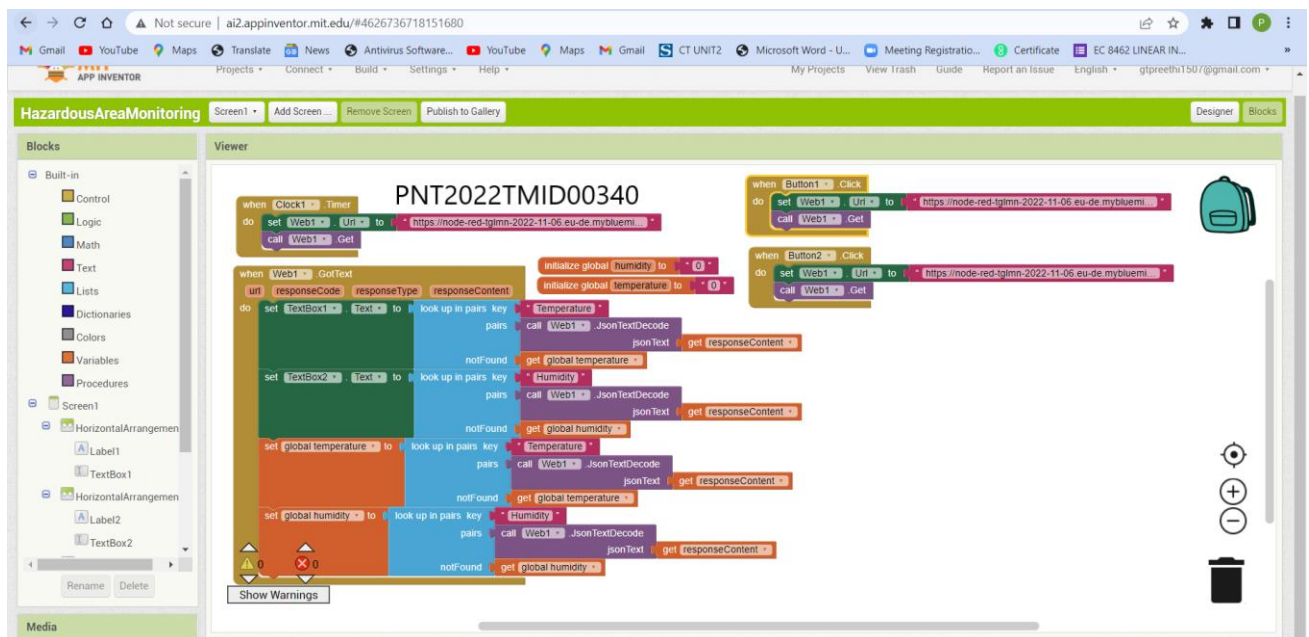 Not secure | ai2.appinventor.mit.edu/#4626736718151680
P
Gmail YouTube Maps Translate News Antivirus Software... YouTube Maps Gmail CT UNIT2 Microsoft Word - U... Meeting Registratio... Certificate EC 8462 LINEAR IN... »
APP INVENTOR Projects Connect Build Settings Help My Projects View Trash Guide Report an Issue English gtpreethi1507@gmail.com
HazardousAreaMonitoring Screen1 Add Screen ... Remove Screen Publish to Gallery Designer Blocks
Blocks
Built-in
Control
Logic
Math
Text
Lists
Dictionaries
Colors
Variables
Procedures
Screen1
HorizontalArrangemen
A Label1
TextBox1
HorizontalArrangemen
A Label2
TextBox2
Rename Delete
Media
Viewer
PNT2022TMID00340
when Clock1 .Timer
do set Web1 . Url to " https://node-red-tglmn-2022-11-06.eu-de.mybluemi... "
call Web1 .Get
initialize global humidity to " 0 "
initialize global temperature to " 0 "
when Web1 .GotText
url responseCode responseType responseContent
do set TextBox1 . Text to look up in pairs key " Temperature "
pairs call Web1 .JsonTextDecode
jsonText get responseContent
notFound get global temperature
set TextBox2 . Text to look up in pairs key " Humidity "
pairs call Web1 .JsonTextDecode
jsonText get responseContent
notFound get global humidity
set global temperature to look up in pairs key " Temperature "
pairs call Web1 .JsonTextDecode
jsonText get responseContent
notFound get global temperature
set global humidity to look up in pairs key " Humidity "
pairs call Web1 .JsonTextDecode
jsonText get responseContent
notFound get global humidity
0 0
Show Warnings
when Button1 .Click
do set Web1 . Url to " https://node-red-tglmn-2022-11-06.eu-de.mybluemi... "
call Web1 .Get
when Button2 .Click
do set Web1 . Url to " https://node-red-tglmn-2022-11-06.eu-de.mybluemi... "
call Web1 .Get